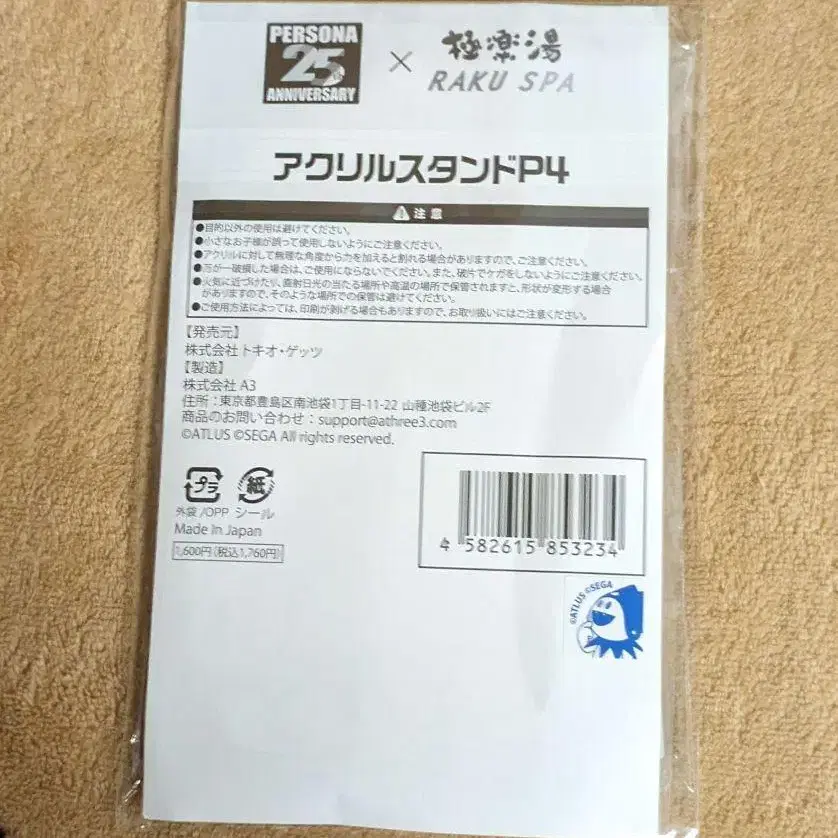 PERSONA
25
ANNIVERSARY
×
極楽湯
RAKU SPA
アクリルスタンドP4
注意
●目的以外の使用は避けてください。
●小さなお子様が誤って使用しないようにご注意ください。
●アクリルに対して無理な角度から力を加えると割れる場合がありますので、ご注意ください。
●万が一破損した場合は、ご使用にならないでください。また、破片でケガをしないようにご注意ください。
●火気に近づけたり、直射日光の当たる場所や高温の場所で保管されますと、形状が変形する場合
がありますので、そのような場所での保管は避けてください。
●ご使用方法によっては、印刷が剥げる場合もありますので、お取り扱いにはご注意ください。
【発売元】
株式会社 トキオ・ゲッツ
【製造】
株式会社 A3
住所：東京都豊島区南池袋1丁目-11-22 山種池袋ビル2F
商品のお問い合わせ：support@athree3.com
©ATLUS ©SEGA All rights reserved.
プラ
紙
外袋/OPP シール
Made In Japan
1,600円(税込1,760円)
4 582615 853234
©ATLUS ©SEGA